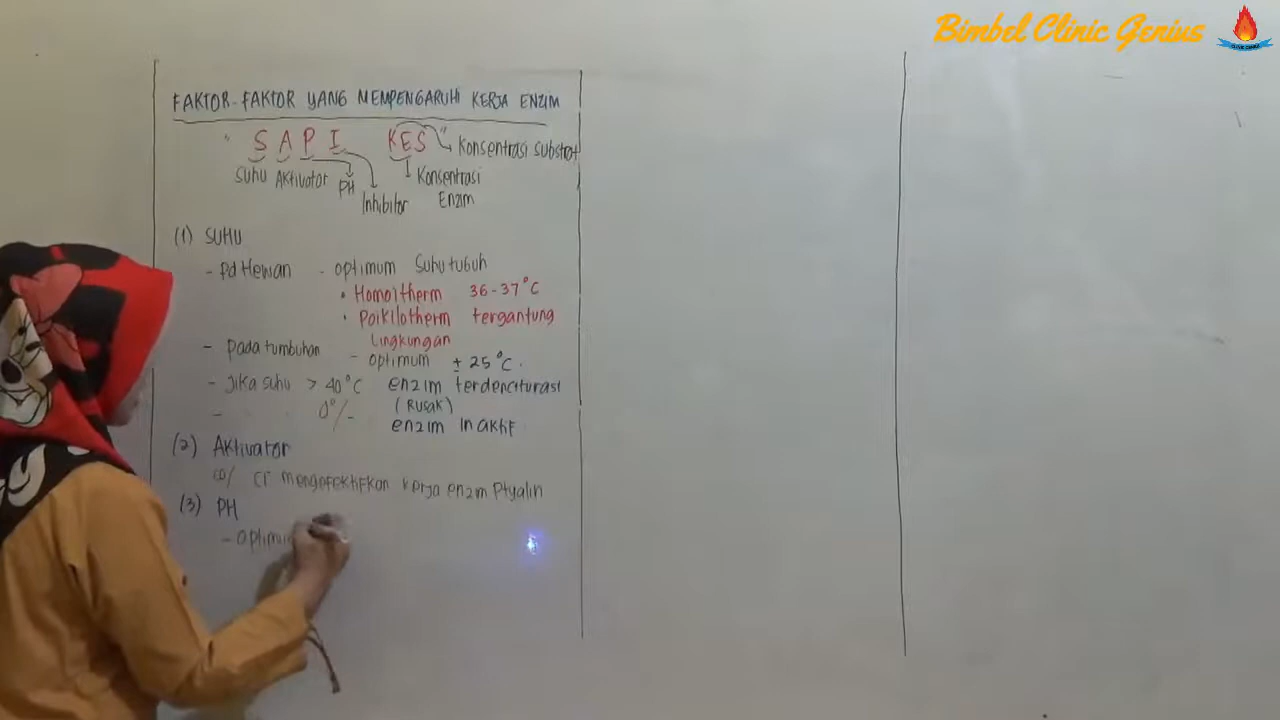 Bimbel Clinic Genius
FAKTOR-FAKTOR YANG MEMPENGARUHI KERJA ENZIM
" SAPI KES "
Konsentrasi Substrat
Suhu Aktivator PH Inhibitor Konsentrasi Enzim
(1) SUHU
- Pd Hewan - optimum Suhu tubuh
• Homoitherm 36-37°C
• Poikilotherm tergantung
lingkungan
- Pada tumbuhan - optimum ± 25°C.
- Jika suhu > 40°C enzim terdenaturasi
(Rusak)
- 0°/- enzim inaktif
(2) Aktivator
Co/ Cl⁻ mengefektifkan kerja enzim Ptyalin
(3) PH
- optimu